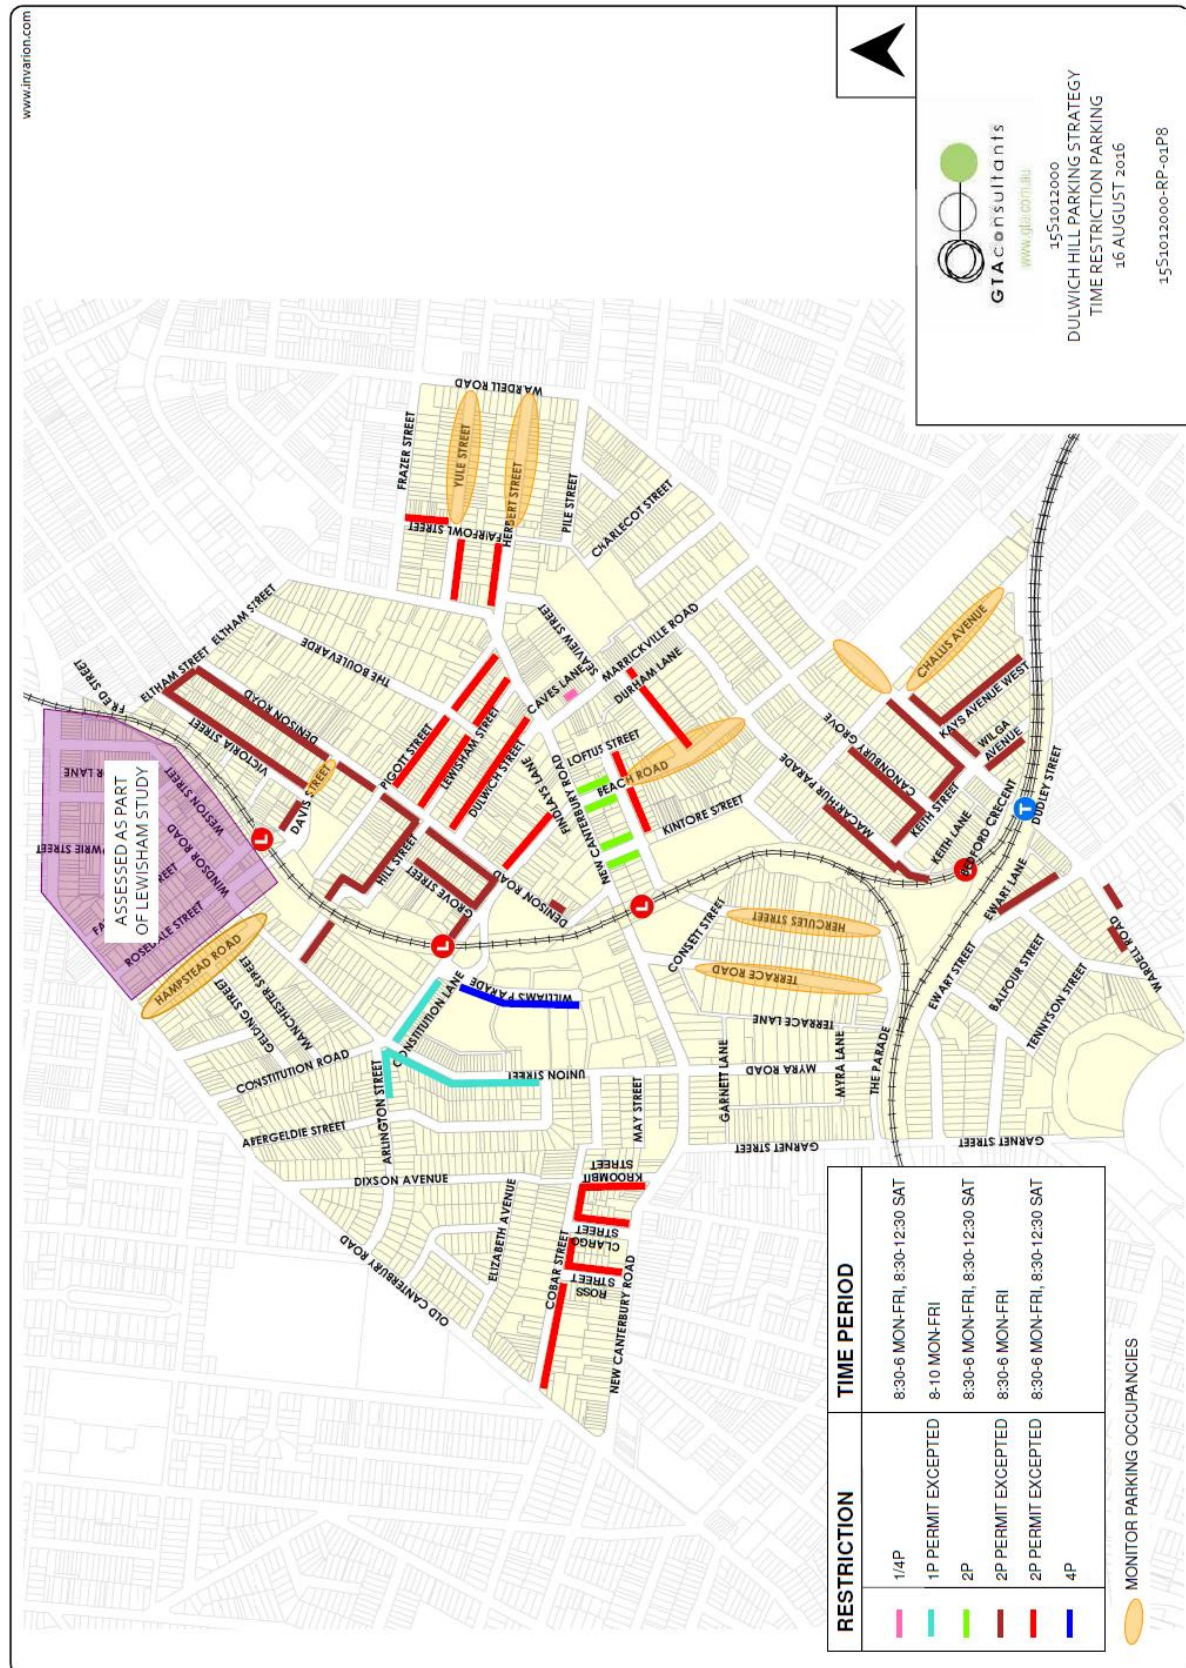 www.invarion.com
GTAconsultants
www.gta.com.au
15S1012000
DULWICH HILL PARKING STRATEGY
TIME RESTRICTION PARKING
16 AUGUST 2016
15S1012000-RP-01P8
ASSESSED AS PART
OF LEWISHAM STUDY
WESTON STREET
WINDSOR ROAD
ROSEDALE STREET
HAMPSTEAD ROAD
GELDING STREET
MANCHESTER STREET
CONSTITUTION ROAD
ABERGELDIE STREET
ARLINGTON STREET
CONSTITUTION LANE
DIXSON AVENUE
OLD CANTERBURY ROAD
ELIZABETH AVENUE
COBAR STREET
NEW CANTERBURY ROAD
ROSS
STREET
CLARGO
STREET
KROOMBIT
STREET
MAY STREET
UNION STREET
WILLIAMS PARADE
ELTHAM STREET
ELTHAM STREET
THE BOULEVARDE
DENISON ROAD
VICTORIA STREET
DAVIS STREET
PIGOTT STREET
LEWISHAM STREET
DULWICH STREET
HILL STREET
GROVE STREET
DENISON ROAD
FINDLAYS LANE
NEW CANTERBURY ROAD
CAVES LANE
SEAVIEW STREET
MARRICKVILLE ROAD
DURHAM LANE
LOFTUS STREET
BEACH ROAD
KINTORE STREET
FRAZER STREET
WARDELL ROAD
YULE STREET
FAIRFOWL STREET
HERBERT STREET
PILE STREET
CHARLECOT STREET
MACARTHUR PARADE
CANONBURY GROVE
CHALLIS AVENUE
KAYS AVENUE WEST
WILGA
AVENUE
KEITH STREET
KEITH LANE
BEDFORD CRECENT
DUDLEY STREET
EWART LANE
EWART STREET
BALFOUR STREET
TENNYSON STREET
WARDELL ROAD
CONSETT STREET
HERCULES STREET
TERRACE ROAD
TERRACE LANE
THE PARADE
MYRA ROAD
MYRA LANE
GARNETT LANE
GARNET STREET
GARNET STREET
L
L
L
L
T
RESTRICTION TIME PERIOD
1/4P 8:30-6 MON-FRI, 8:30-12:30 SAT
1P PERMIT EXCEPTED 8-10 MON-FRI
2P 8:30-6 MON-FRI, 8:30-12:30 SAT
2P PERMIT EXCEPTED 8:30-6 MON-FRI
2P PERMIT EXCEPTED 8:30-6 MON-FRI, 8:30-12:30 SAT
4P
MONITOR PARKING OCCUPANCIES